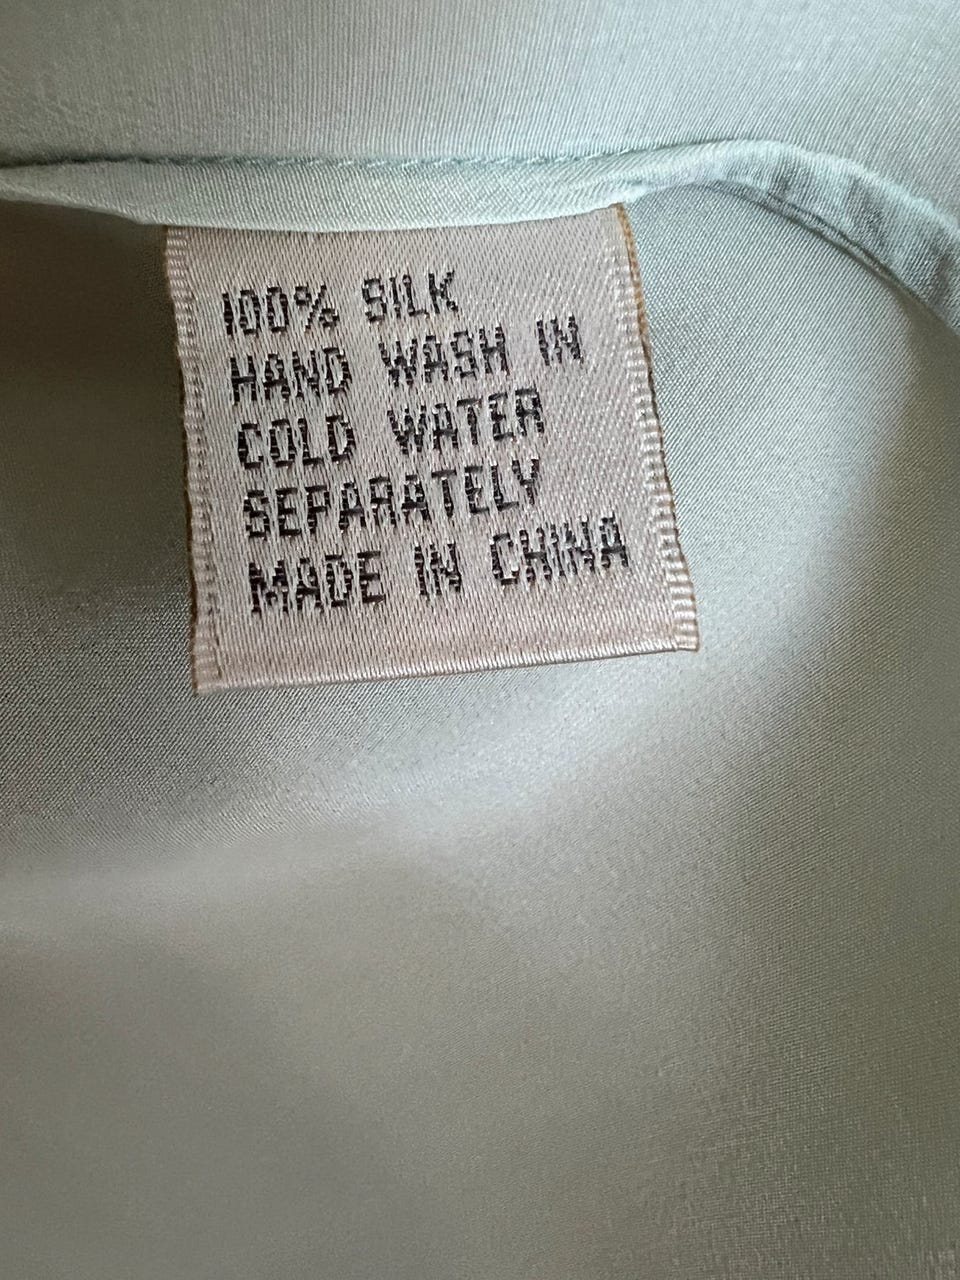 100% SILK
HAND WASH IN
COLD WATER
SEPARATELY
MADE IN CHINA